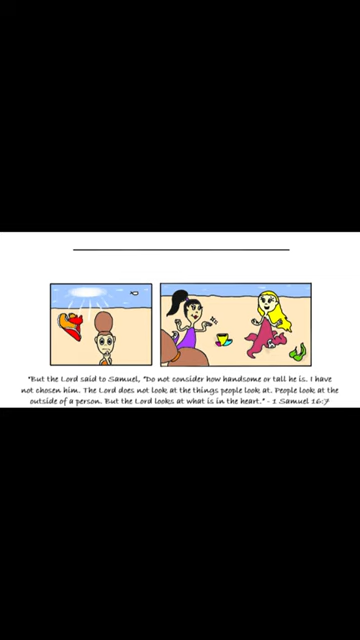 "But the Lord said to Samuel, "Do not consider how handsome or tall he is. I have
not chosen him. The Lord does not look at the things people look at. People look at the
outside of a person. But the Lord looks at what is in the heart." - 1 Samuel 16:7